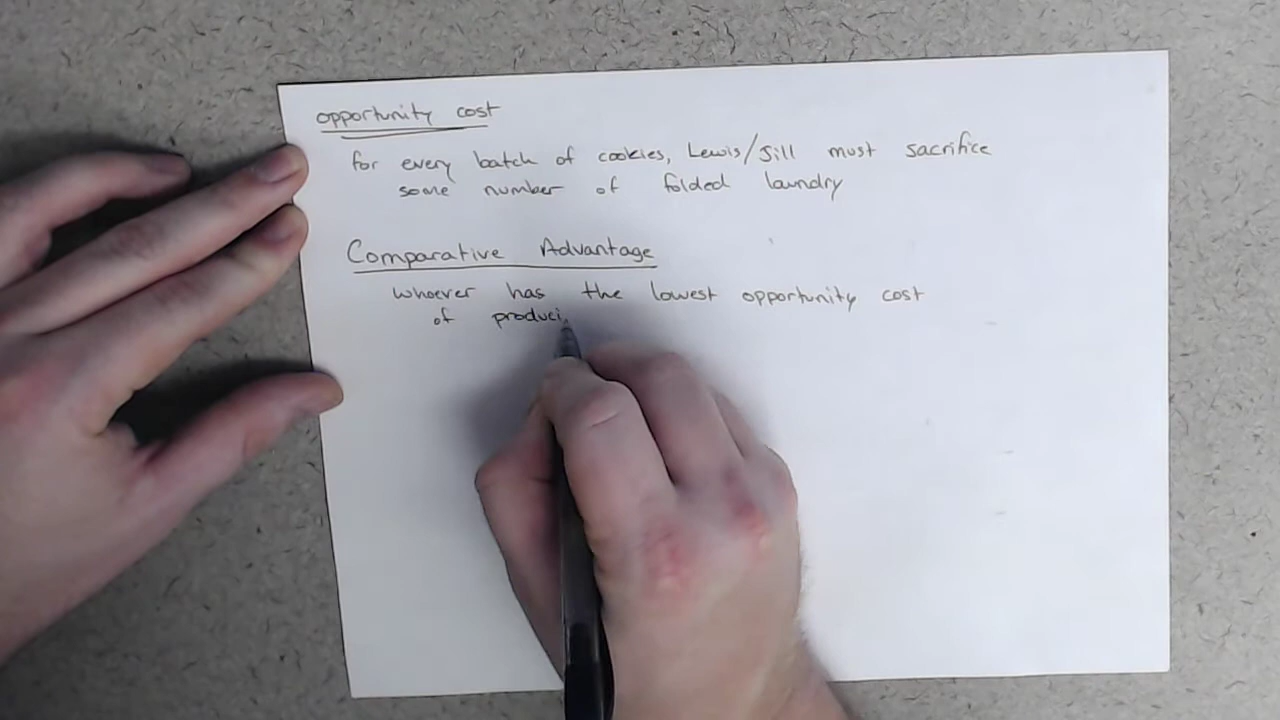 opportunity cost
for every batch of cookies, Lewis/Jill must sacrifice
some number of folded laundry
Comparative Advantage
whoever has the lowest opportunity cost
of produci